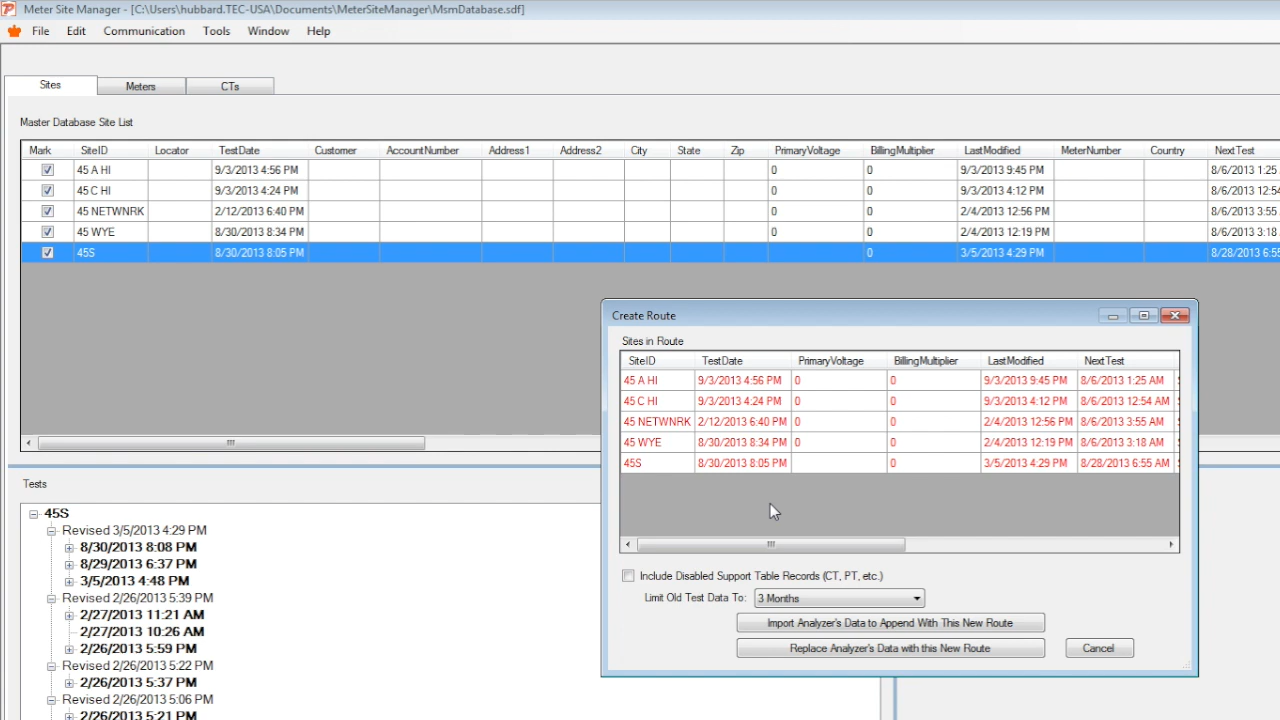 Meter Site Manager - [C:\Users\hubbard.TEC-USA\Documents\MeterSiteManager\MsmDatabase.sdf]
File Edit Communication Tools Window Help
Sites Meters CTs
Master Database Site List
Mark SiteID Locator TestDate Customer AccountNumber Address1 Address2 City State Zip PrimaryVoltage BillingMultiplier LastModified MeterNumber Country NextTest
45 A HI 9/3/2013 4:56 PM 0 0 9/3/2013 9:45 PM 8/6/2013 1:25
45 C HI 9/3/2013 4:24 PM 0 0 9/3/2013 4:12 PM 8/6/2013 12:54
45 NETWNRK 2/12/2013 6:40 PM 0 0 2/4/2013 12:56 PM 8/6/2013 3:55
45 WYE 8/30/2013 8:34 PM 0 0 2/4/2013 12:19 PM 8/6/2013 3:18
45S 8/30/2013 8:05 PM 0 3/5/2013 4:29 PM 8/28/2013 6:55
Create Route
Sites in Route
SiteID TestDate PrimaryVoltage BillingMultiplier LastModified NextTest
45 A HI 9/3/2013 4:56 PM 0 0 9/3/2013 9:45 PM 8/6/2013 1:25 AM
45 C HI 9/3/2013 4:24 PM 0 0 9/3/2013 4:12 PM 8/6/2013 12:54 AM
45 NETWNRK 2/12/2013 6:40 PM 0 0 2/4/2013 12:56 PM 8/6/2013 3:55 AM
45 WYE 8/30/2013 8:34 PM 0 0 2/4/2013 12:19 PM 8/6/2013 3:18 AM
45S 8/30/2013 8:05 PM 0 3/5/2013 4:29 PM 8/28/2013 6:55 AM
Include Disabled Support Table Records (CT, PT, etc.)
Limit Old Test Data To: 3 Months
Import Analyzer's Data to Append With This New Route
Replace Analyzer's Data with this New Route Cancel
Tests
45S
Revised 3/5/2013 4:29 PM
8/30/2013 8:08 PM
8/29/2013 6:37 PM
3/5/2013 4:48 PM
Revised 2/26/2013 5:39 PM
2/27/2013 11:21 AM
2/27/2013 10:26 AM
2/26/2013 5:59 PM
Revised 2/26/2013 5:22 PM
2/26/2013 5:37 PM
Revised 2/26/2013 5:06 PM
2/26/2013 5:21 PM